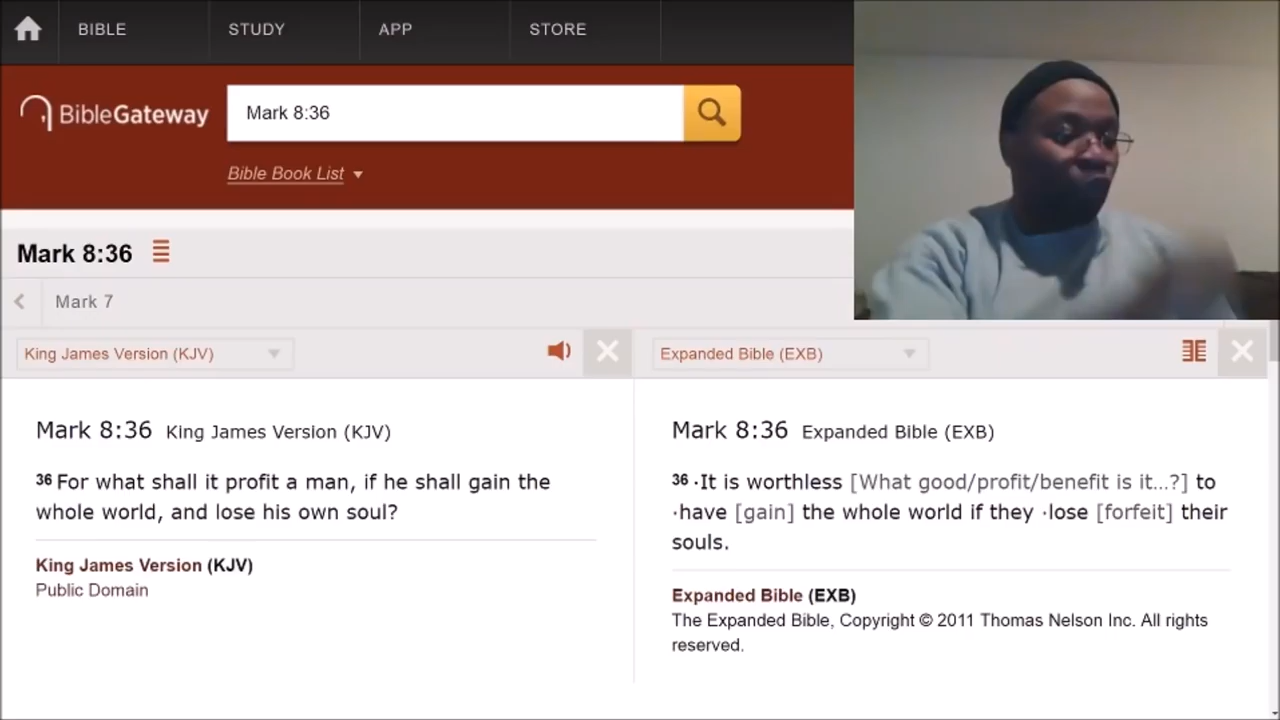 BIBLE STUDY APP STORE
BibleGateway
Mark 8:36
Bible Book List
Mark 8:36
Mark 7
King James Version (KJV)
Expanded Bible (EXB)
Mark 8:36 King James Version (KJV)
36 For what shall it profit a man, if he shall gain the
whole world, and lose his own soul?
King James Version (KJV)
Public Domain
Mark 8:36 Expanded Bible (EXB)
36 ·It is worthless [What good/profit/benefit is it…?] to
·have [gain] the whole world if they ·lose [forfeit] their
souls.
Expanded Bible (EXB)
The Expanded Bible, Copyright © 2011 Thomas Nelson Inc. All rights
reserved.